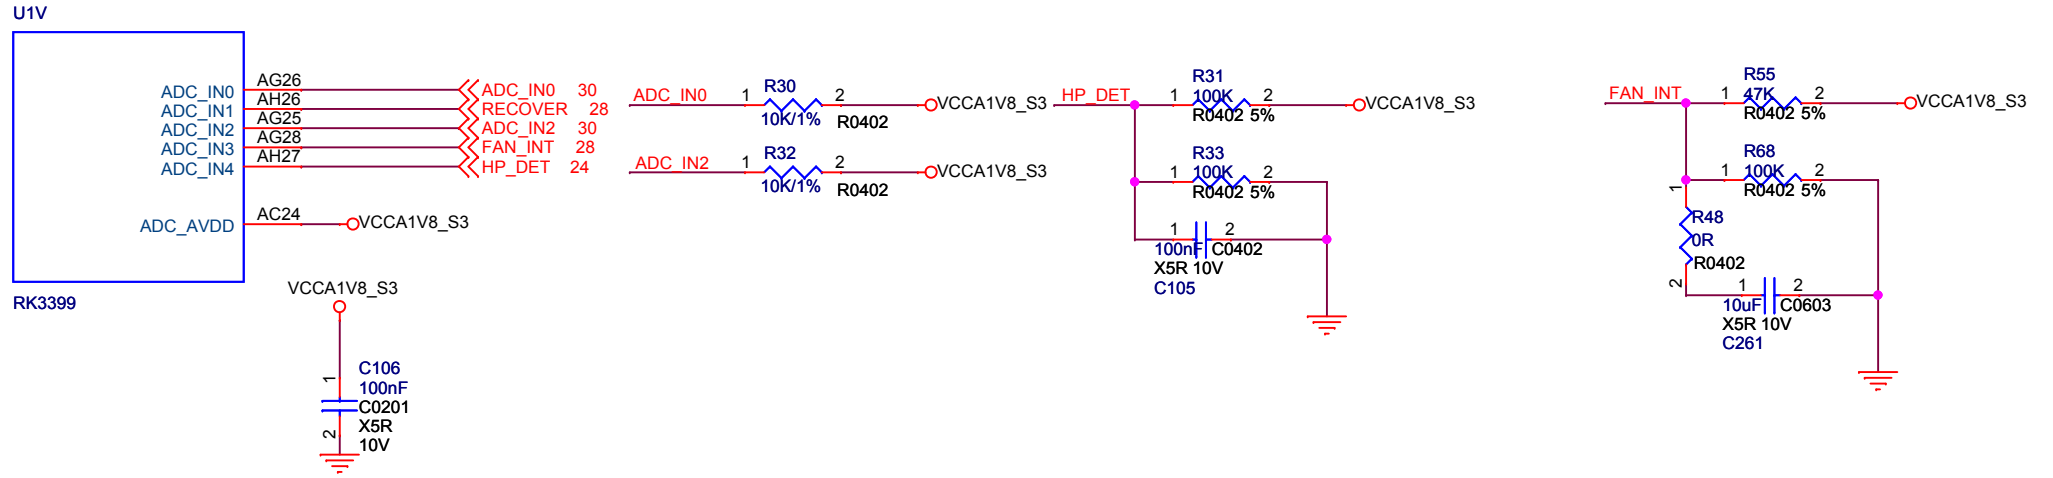 U1V
ADC_IN0 AG26 ADC_IN0 30
ADC_IN1 AH26 RECOVER 28
ADC_IN2 AG25 ADC_IN2 30
ADC_IN3 AG28 FAN_INT 28
ADC_IN4 AH27 HP_DET 24
ADC_AVDD AC24 VCCA1V8_S3
RK3399
VCCA1V8_S3
1
C106
100nF
C0201
X5R
10V
2
ADC_IN0 1 R30 2 VCCA1V8_S3
10K/1% R0402
ADC_IN2 1 R32 2 VCCA1V8_S3
10K/1% R0402
HP_DET 1 R31 2 VCCA1V8_S3
100K
R0402 5%
1 R33 2
100K
R0402 5%
1 2
100nF C0402
X5R 10V
C105
FAN_INT 1 R55 2 VCCA1V8_S3
47K
R0402 5%
1 R68 2
100K
R0402 5%
1
R48
0R
R0402
2
1 2
10uF C0603
X5R 10V
C261